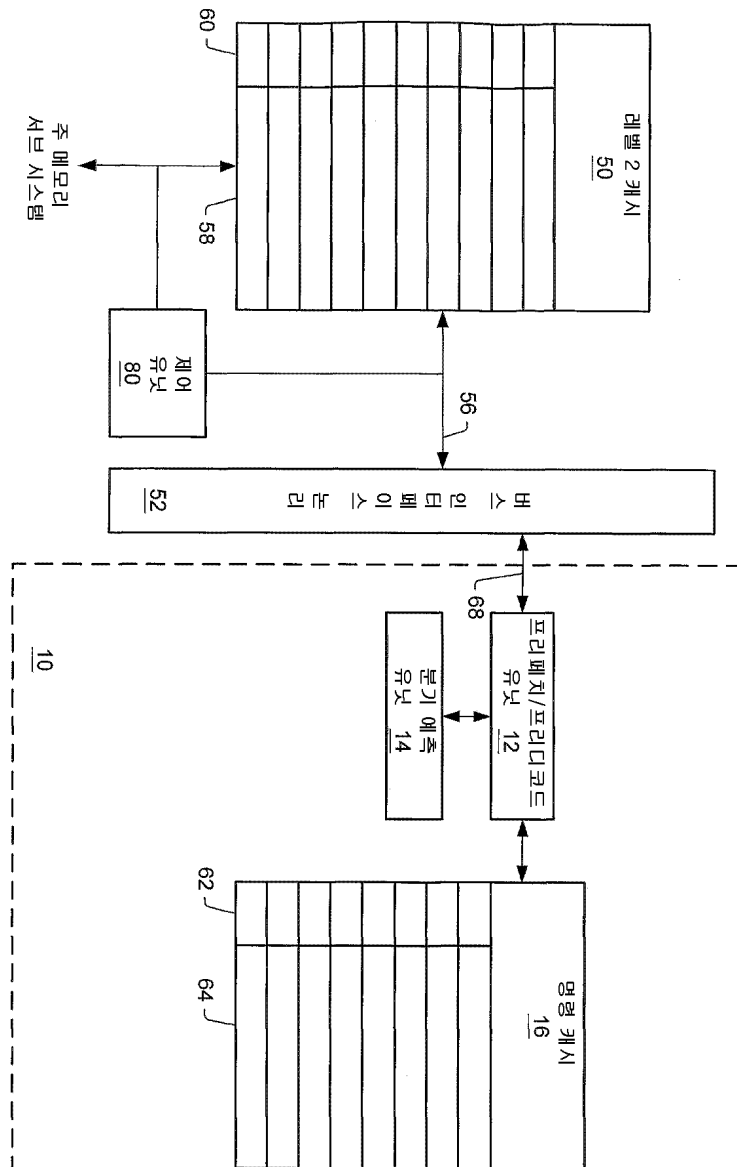 레벨 2 캐시
50
60
58
주 메모리
서브 시스템
제어
유닛
80
56
버스 인터페이스 논리
52
68
10
프리페치/프리디코드
유닛 12
분기 예측
유닛 14
명령 캐시
16
62
64